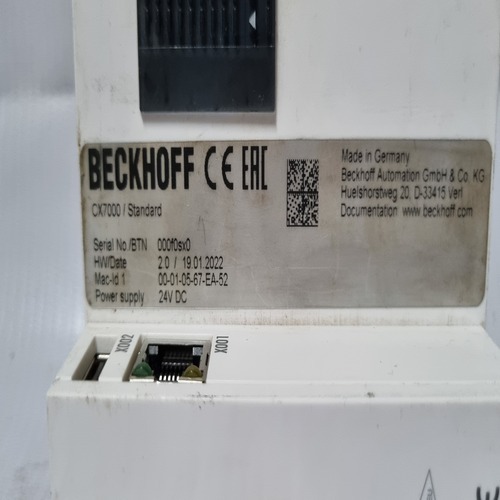 BECKHOFF CE EAC
CX7000 / Standard
Serial No./BTN 000f0sx0
HW/Date 2.0 / 19.01.2022
Mac-Id 1 00-01-05-67-EA-52
Power supply 24V DC
Made in Germany
Beckhoff Automation GmbH & Co. KG
Huelshorstweg 20, D-33415 Verl
Documentation www.beckhoff.com
X002
X001